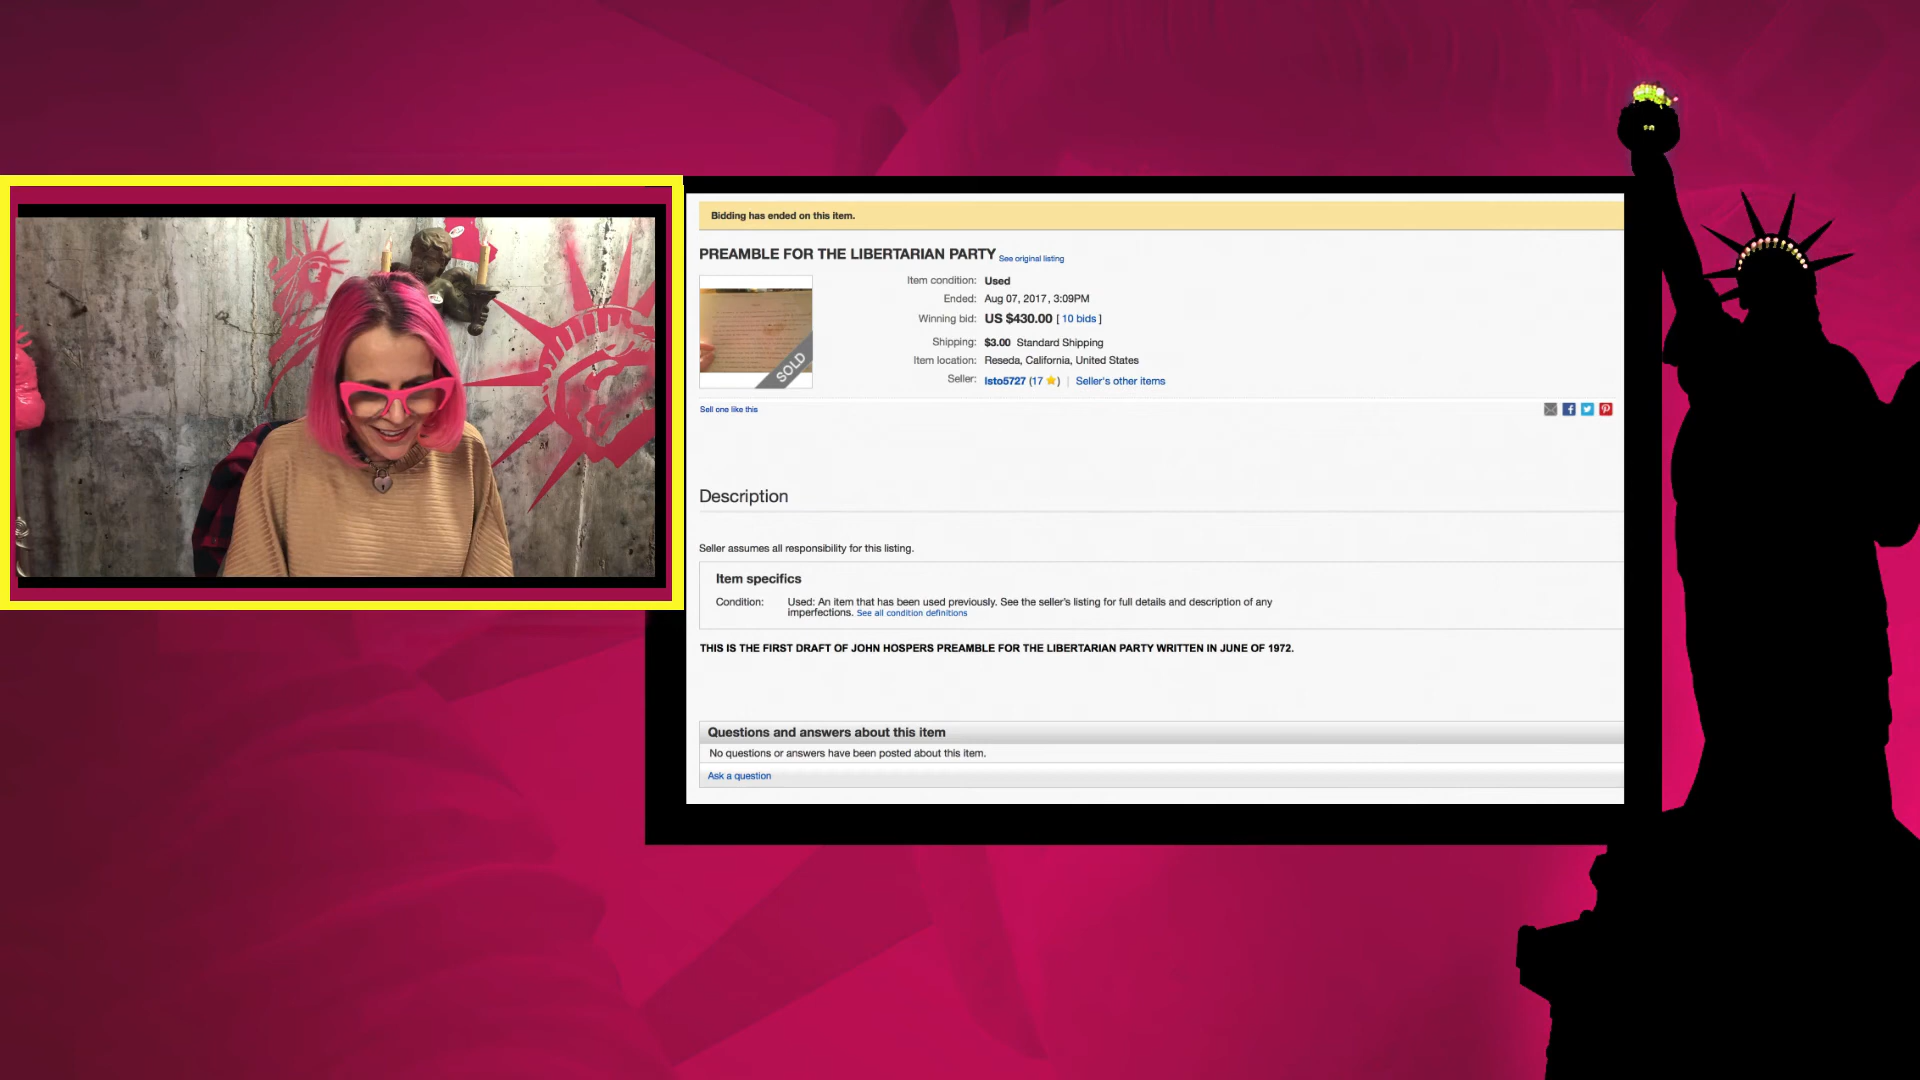 Bidding has ended on this item.
PREAMBLE FOR THE LIBERTARIAN PARTY See original listing
Item condition: Used
Ended: Aug 07, 2017, 3:09PM
Winning bid: US $430.00 [ 10 bids ]
Shipping: $3.00 Standard Shipping
Item location: Reseda, California, United States
Seller: lsto5727 (17 ) | Seller's other items
SOLD
Sell one like this
Description
Seller assumes all responsibility for this listing.
Item specifics
Condition: Used: An item that has been used previously. See the seller's listing for full details and description of any
imperfections. See all condition definitions
THIS IS THE FIRST DRAFT OF JOHN HOSPERS PREAMBLE FOR THE LIBERTARIAN PARTY WRITTEN IN JUNE OF 1972.
Questions and answers about this item
No questions or answers have been posted about this item.
Ask a question